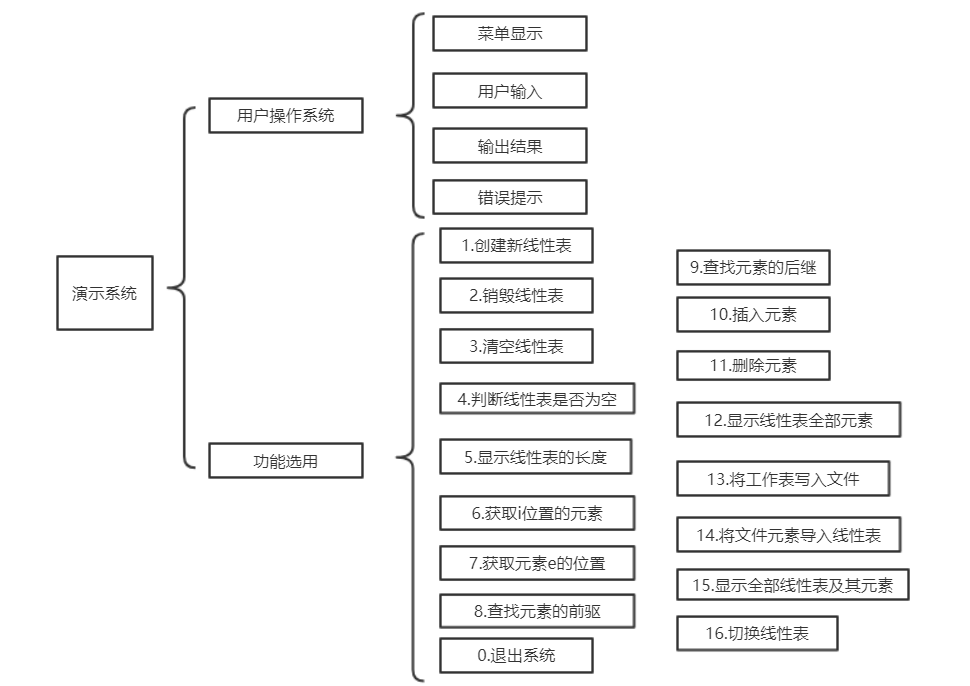 演示系统
用户操作系统
菜单显示
用户输入
输出结果
错误提示
功能选用
1.创建新线性表
2.销毁线性表
3.清空线性表
4.判断线性表是否为空
5.显示线性表的长度
6.获取i位置的元素
7.获取元素e的位置
8.查找元素的前驱
0.退出系统
9.查找元素的后继
10.插入元素
11.删除元素
12.显示线性表全部元素
13.将工作表写入文件
14.将文件元素导入线性表
15.显示全部线性表及其元素
16.切换线性表